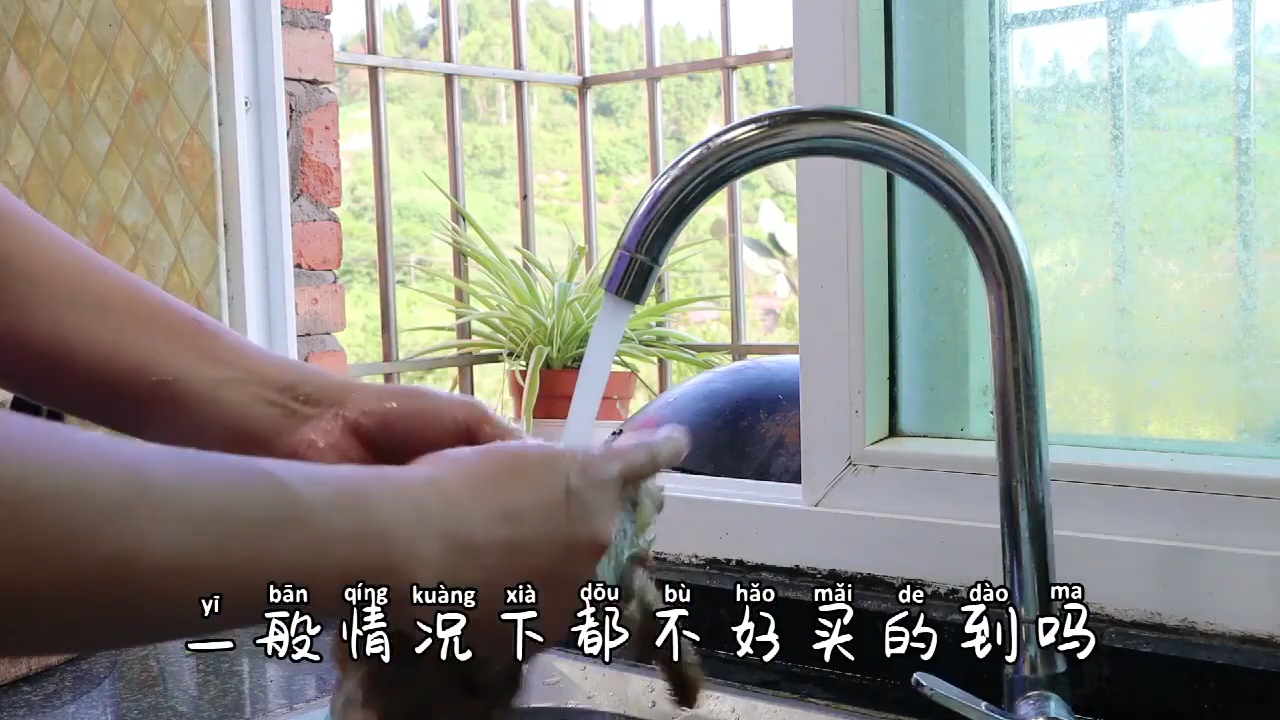 yī bān qíng kuàng xià dōu bù hǎo mǎi de dào ma
一般情况下都不好买的到吗